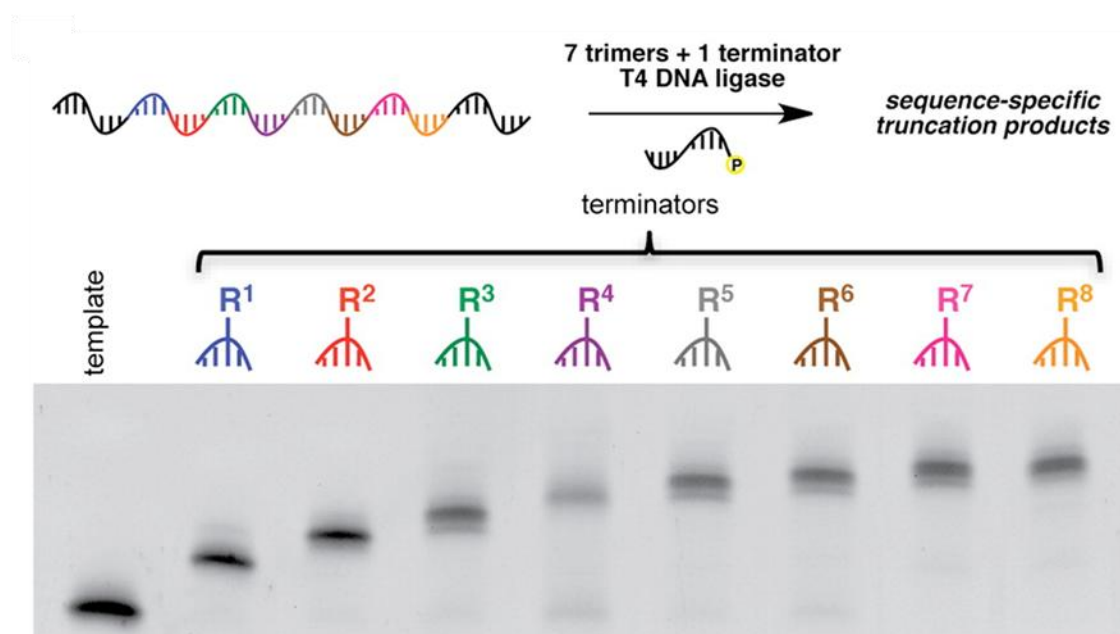 7 trimers + 1 terminator
T4 DNA ligase
sequence-specific
truncation products
P
terminators
template
R¹ R² R³ R⁴ R⁵ R⁶ R⁷ R⁸